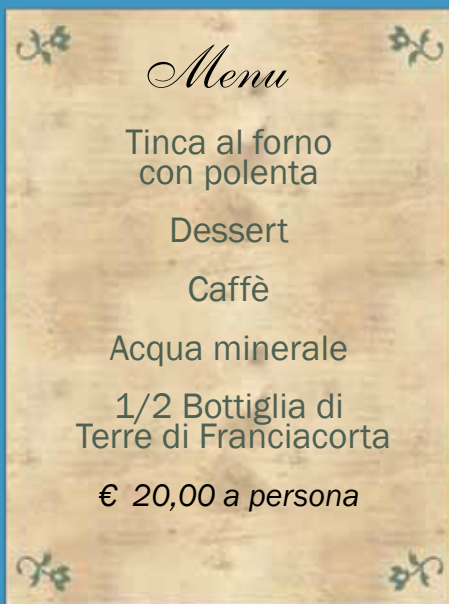 Menu
Tinca al forno
con polenta
Dessert
Caffè
Acqua minerale
1/2 Bottiglia di
Terre di Franciacorta
€ 20,00 a persona